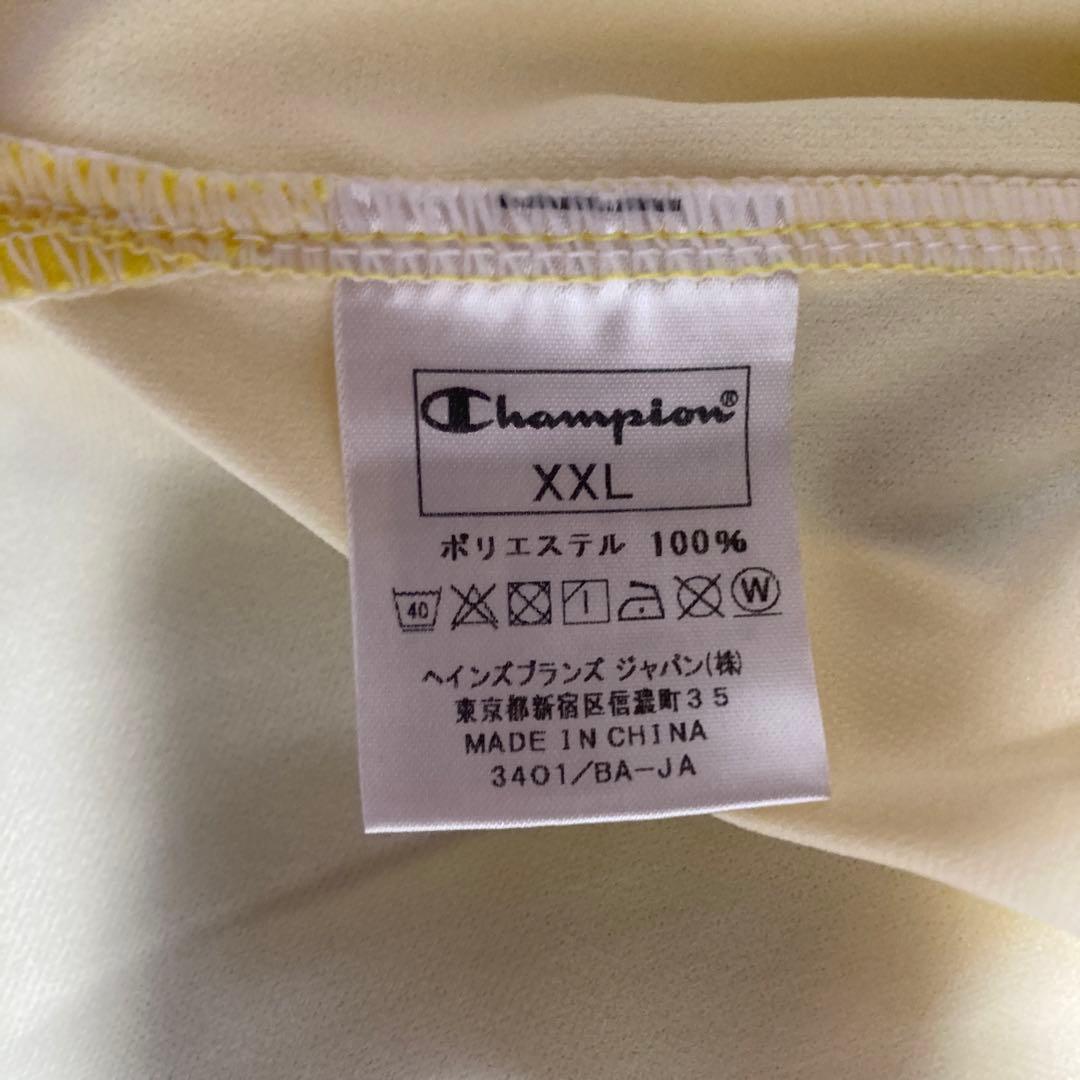 Champion®
XXL
ポリエステル 100%
40 W
ヘインズブランズ ジャパン(株)
東京都新宿区信濃町35
MADE IN CHINA
3401/BA-JA